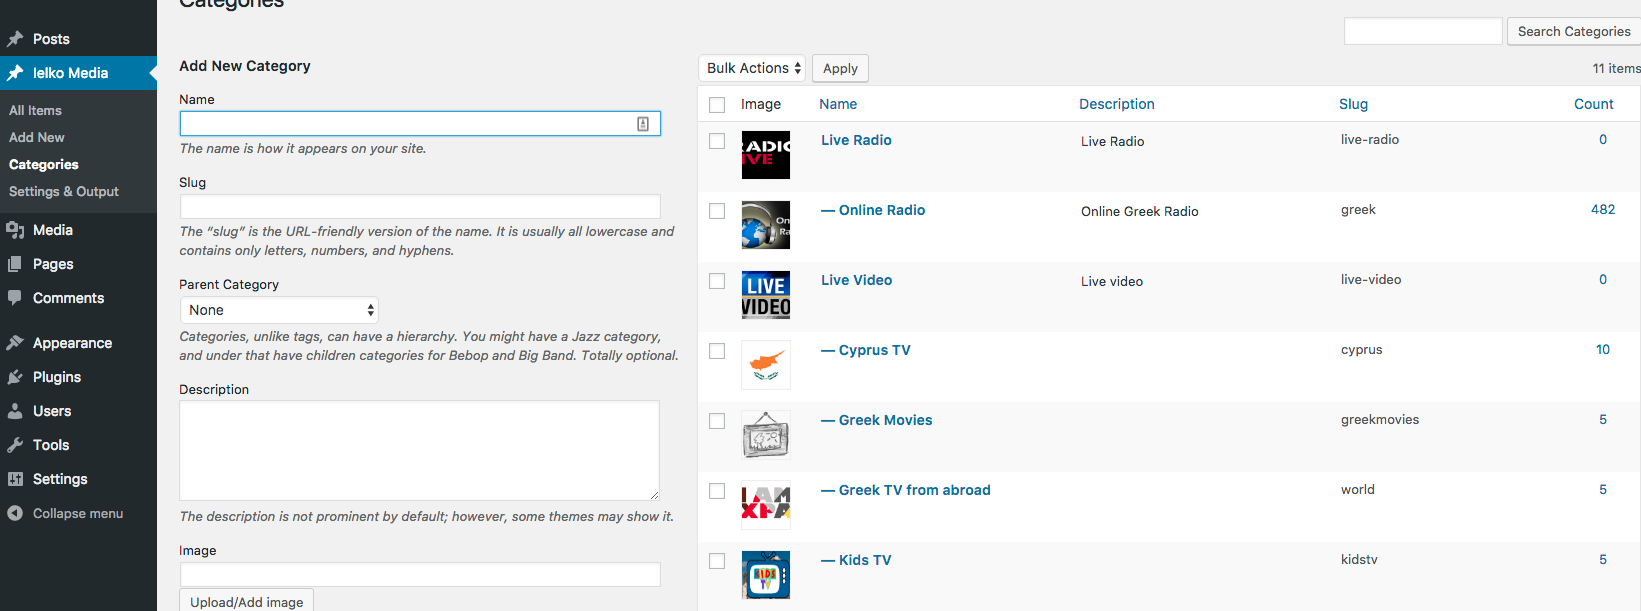 Categories
Search Categories
Posts
Ielko Media
All Items
Add New
Categories
Settings & Output
Media
Pages
Comments
Appearance
Plugins
Users
Tools
Settings
Collapse menu
Add New Category
Name
The name is how it appears on your site.
Slug
The “slug” is the URL-friendly version of the name. It is usually all lowercase and
contains only letters, numbers, and hyphens.
Parent Category
None
Categories, unlike tags, can have a hierarchy. You might have a Jazz category,
and under that have children categories for Bebop and Big Band. Totally optional.
Description
The description is not prominent by default; however, some themes may show it.
Image
Upload/Add image
Bulk Actions Apply 11 items
Image Name Description Slug Count
RADIO
LIVE
Live Radio Live Radio live-radio 0
On
Ra
— Online Radio Online Greek Radio greek 482
LIVE
VIDEO
Live Video Live video live-video 0
— Cyprus TV cyprus 10
— Greek Movies greekmovies 5
— Greek TV from abroad world 5
KIDS
TV
— Kids TV kidstv 5